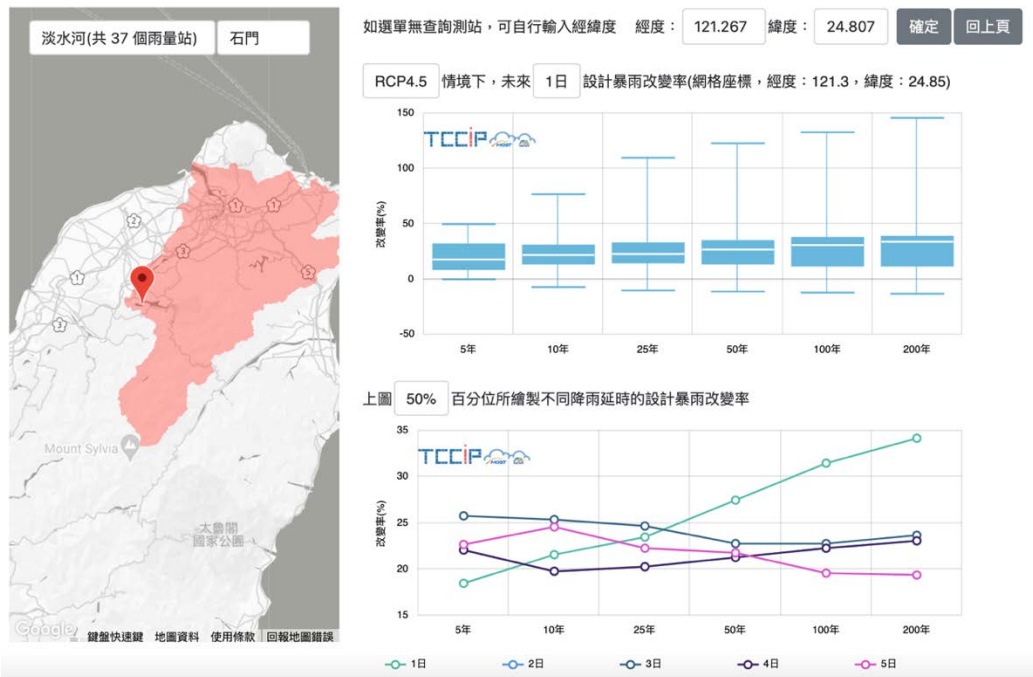 淡水河(共 37 個雨量站)
石門
如選單無查詢測站，可自行輸入經緯度 經度： 121.267 緯度： 24.807 確定 回上頁
RCP4.5 情境下，未來 1日 設計暴雨改變率(網格座標，經度：121.3，緯度：24.85)
TCCiP
MOST
改變率(%)
150
100
50
0
-50
5年 10年 25年 50年 100年 200年
上圖 50% 百分位所繪製不同降雨延時的設計暴雨改變率
TCCiP
MOST
改變率(%)
35
30
25
20
15
5年 10年 25年 50年 100年 200年
1日 2日 3日 4日 5日
1
1
2
3
5
1
3
Mount Sylvia
太魯閣
國家公園
Google
鍵盤快速鍵 地圖資料 使用條款 回報地圖錯誤